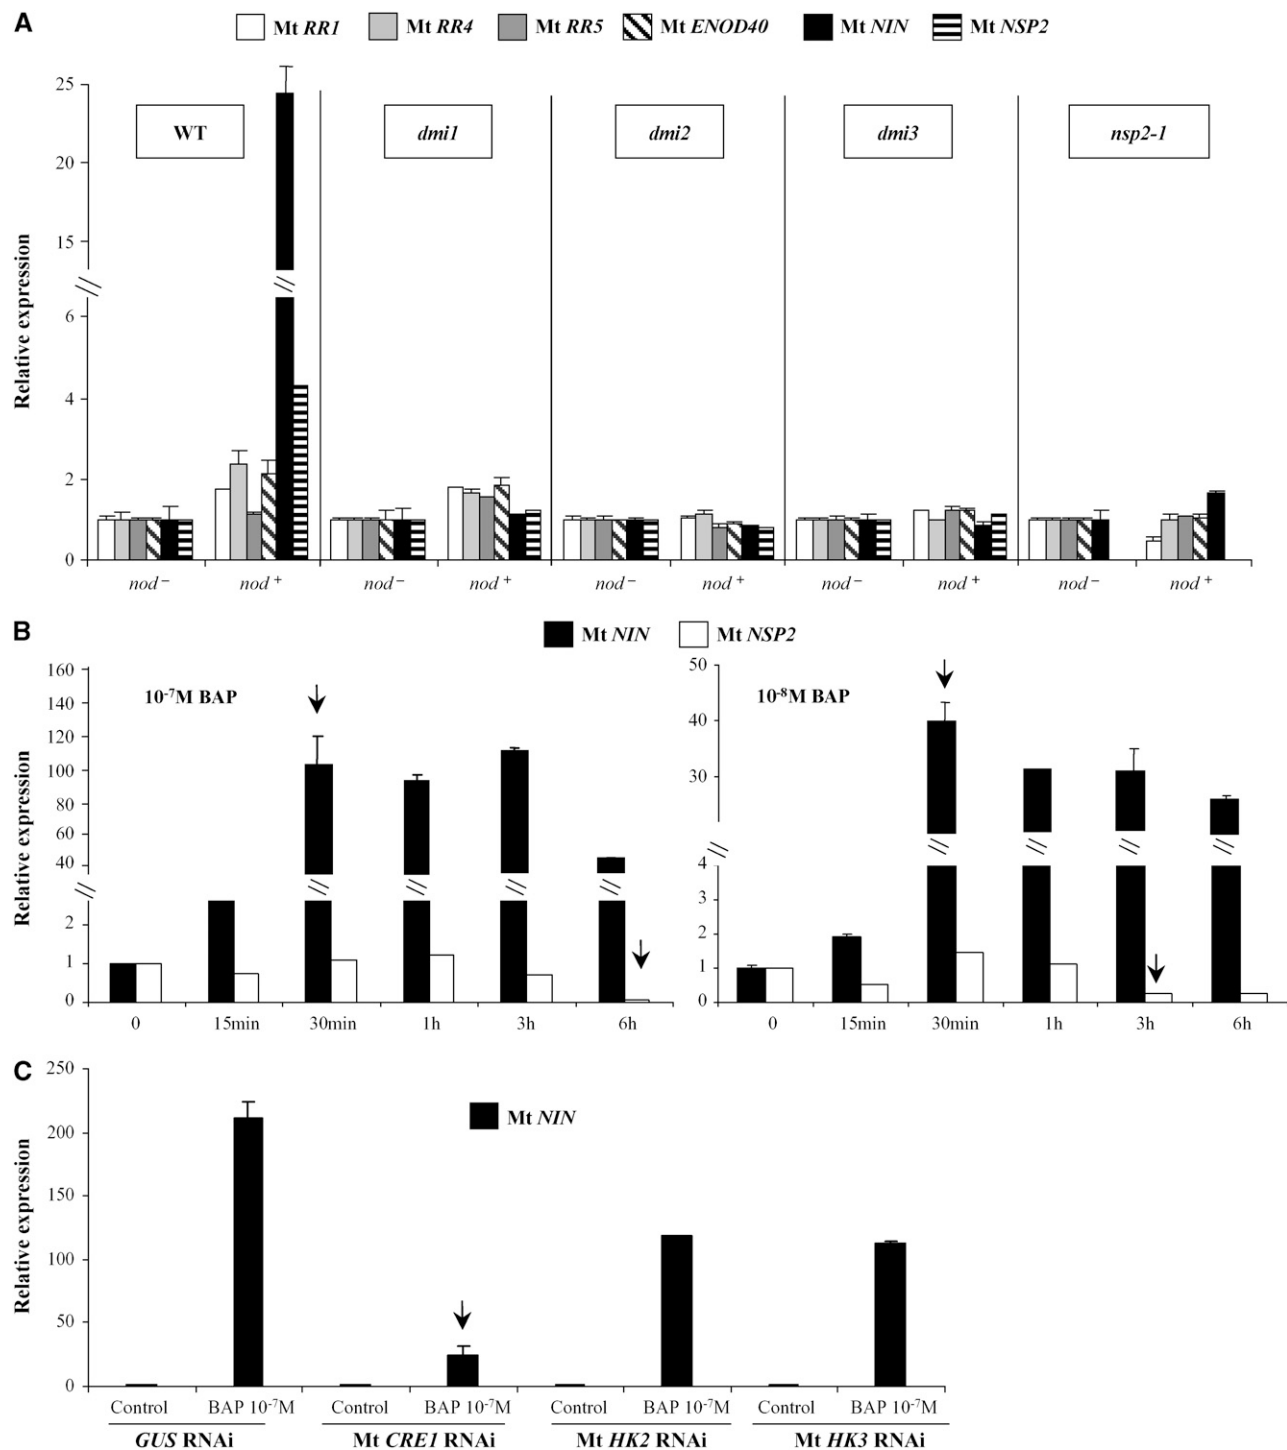 A
Mt RR1 Mt RR4 Mt RR5 Mt ENOD40 Mt NIN Mt NSP2
Relative expression
25
20
15
6
4
2
0
WT dmi1 dmi2 dmi3 nsp2-1
nod⁻ nod⁺ nod⁻ nod⁺ nod⁻ nod⁺ nod⁻ nod⁺ nod⁻ nod⁺
B
Mt NIN Mt NSP2
Relative expression
160
140
120
100
80
60
40
2
1
0
10⁻⁷M BAP
0 15min 30min 1h 3h 6h
50
40
30
4
3
2
1
0
10⁻⁸M BAP
0 15min 30min 1h 3h 6h
C
Relative expression
250
200
150
100
50
0
Mt NIN
Control BAP 10⁻⁷M Control BAP 10⁻⁷M Control BAP 10⁻⁷M Control BAP 10⁻⁷M
GUS RNAi Mt CRE1 RNAi Mt HK2 RNAi Mt HK3 RNAi